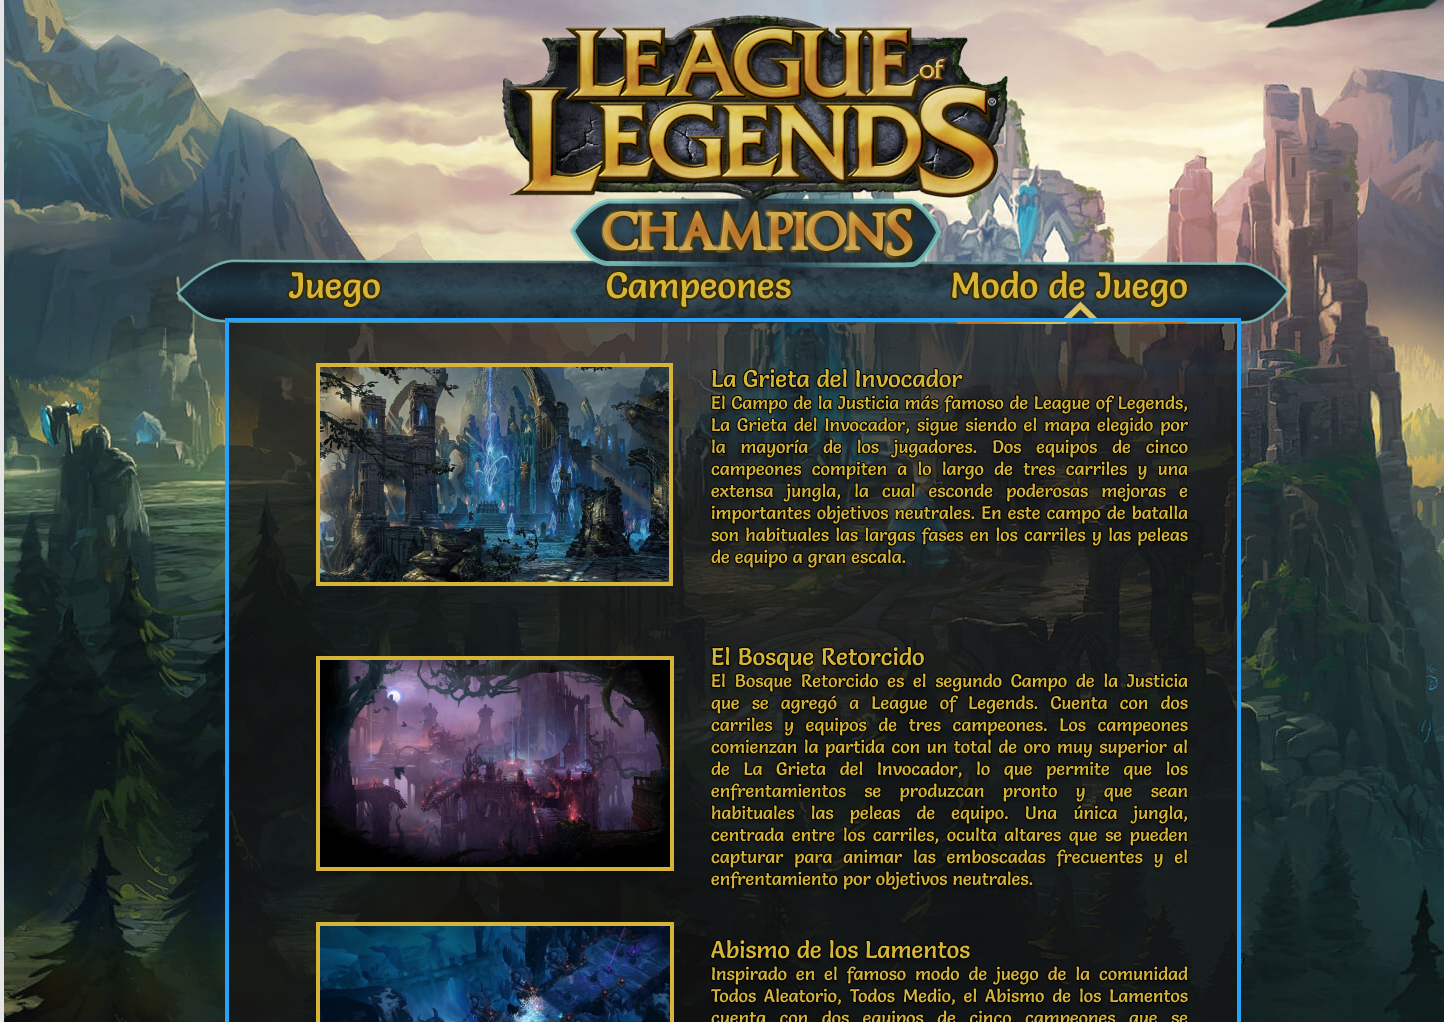 LEAGUE of
LEGENDS®
CHAMPIONS
Juego Campeones Modo de Juego
La Grieta del Invocador
El Campo de la Justicia más famoso de League of Legends,
La Grieta del Invocador, sigue siendo el mapa elegido por
la mayoría de los jugadores. Dos equipos de cinco
campeones compiten a lo largo de tres carriles y una
extensa jungla, la cual esconde poderosas mejoras e
importantes objetivos neutrales. En este campo de batalla
son habituales las largas fases en los carriles y las peleas
de equipo a gran escala.
El Bosque Retorcido
El Bosque Retorcido es el segundo Campo de la Justicia
que se agregó a League of Legends. Cuenta con dos
carriles y equipos de tres campeones. Los campeones
comienzan la partida con un total de oro muy superior al
de La Grieta del Invocador, lo que permite que los
enfrentamientos se produzcan pronto y que sean
habituales las peleas de equipo. Una única jungla,
centrada entre los carriles, oculta altares que se pueden
capturar para animar las emboscadas frecuentes y el
enfrentamiento por objetivos neutrales.
Abismo de los Lamentos
Inspirado en el famoso modo de juego de la comunidad
Todos Aleatorio, Todos Medio, el Abismo de los Lamentos
cuenta con dos equipos de cinco campeones que se